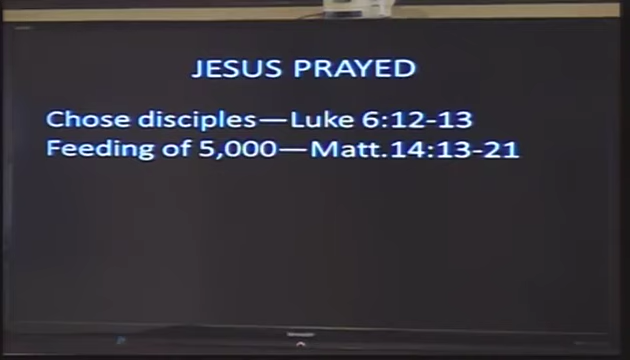 JESUS PRAYED
Chose disciples—Luke 6:12-13
Feeding of 5,000—Matt.14:13-21